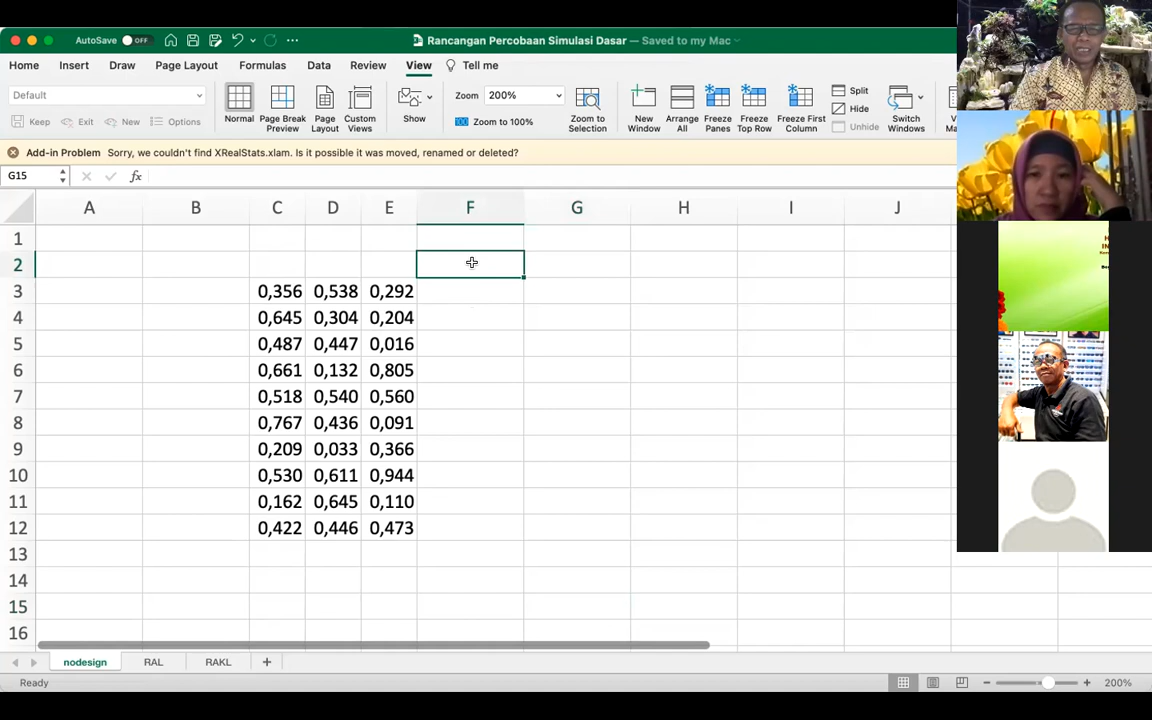 AutoSave OFF
Rancangan Percobaan Simulasi Dasar — Saved to my Mac
Home Insert Draw Page Layout Formulas Data Review View Tell me
Default
Keep Exit New Options
Normal Page Break Preview Page Layout Custom Views Show
Zoom 200%
Zoom to 100% Zoom to Selection
New Window Arrange All Freeze Panes Freeze Top Row Freeze First Column
Split
Hide
Unhide
Switch Windows
Add-in Problem Sorry, we couldn't find XRealStats.xlam. Is it possible it was moved, renamed or deleted?
G15 fx
A B C D E F G H I J
1
2
3 0,356 0,538 0,292
4 0,645 0,304 0,204
5 0,487 0,447 0,016
6 0,661 0,132 0,805
7 0,518 0,540 0,560
8 0,767 0,436 0,091
9 0,209 0,033 0,366
10 0,530 0,611 0,944
11 0,162 0,645 0,110
12 0,422 0,446 0,473
13
14
15
16
nodesign RAL RAKL
Ready
200%